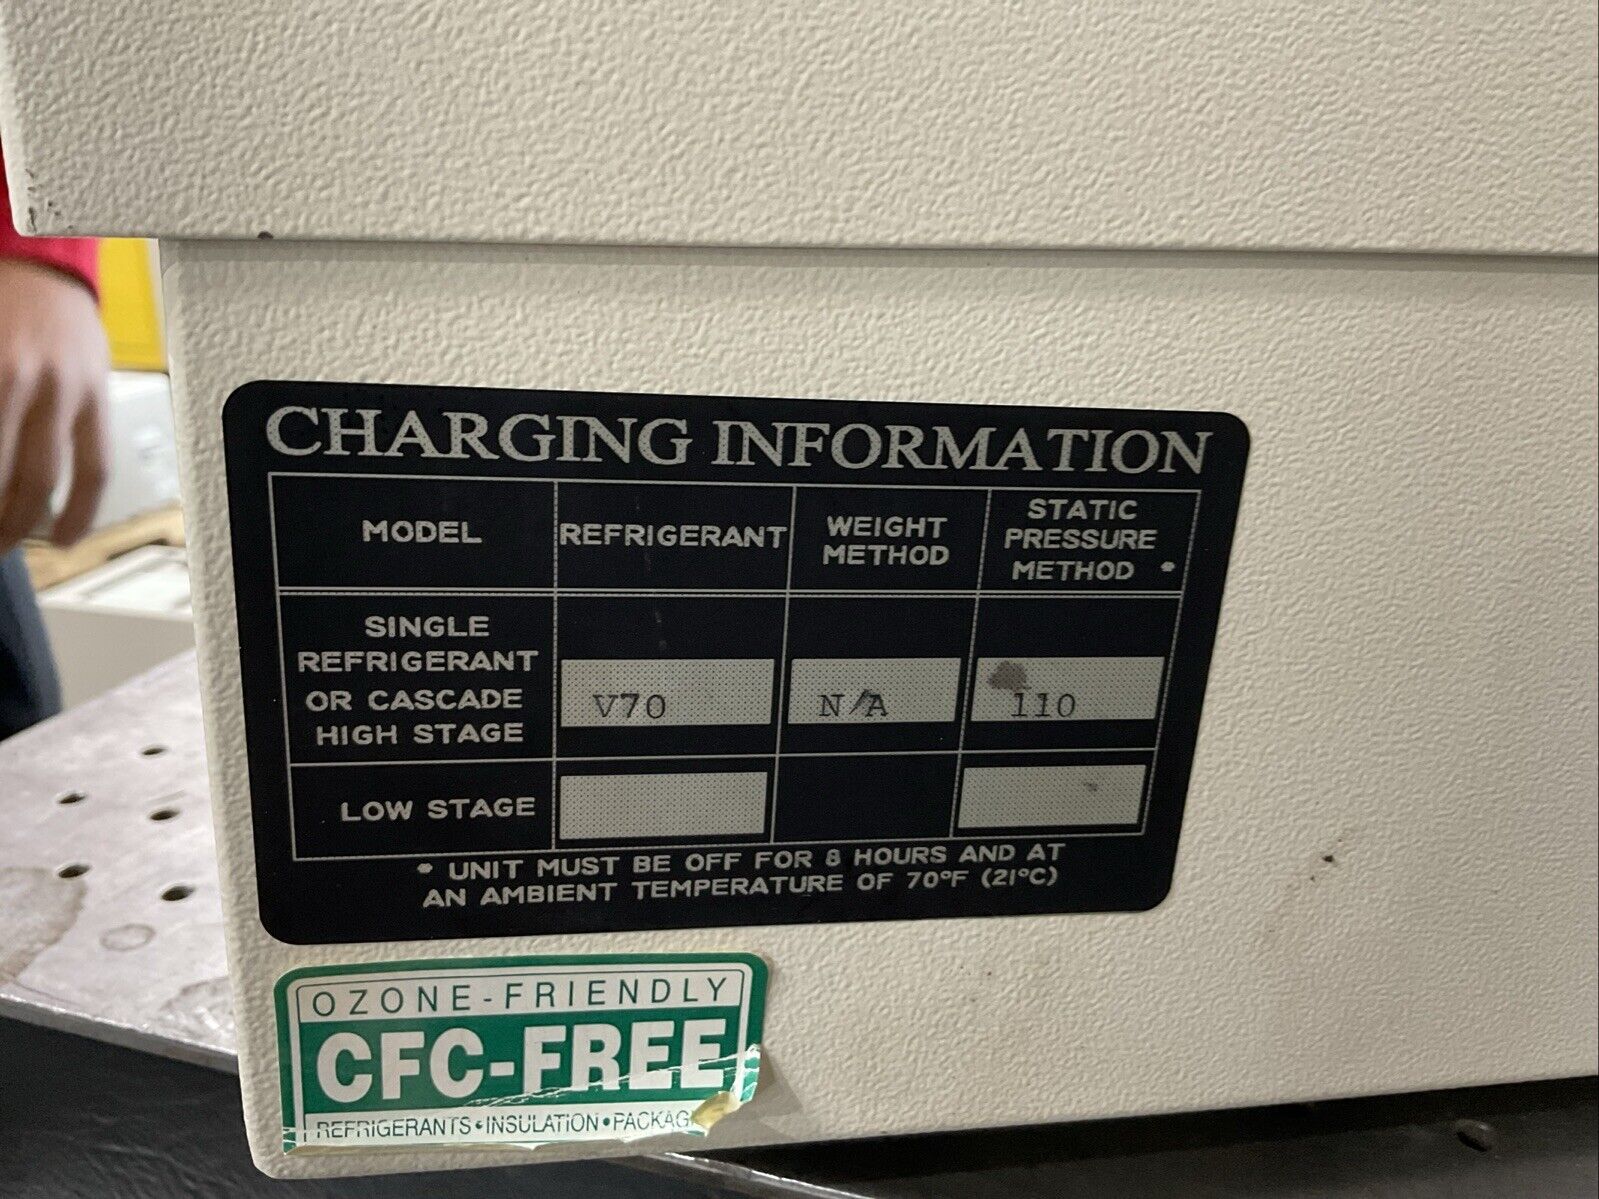 CHARGING INFORMATION
MODEL
REFRIGERANT
WEIGHT
METHOD
STATIC
PRESSURE
METHOD *
SINGLE
REFRIGERANT
OR CASCADE
HIGH STAGE
V70
N/A
110
LOW STAGE
* UNIT MUST BE OFF FOR 8 HOURS AND AT
AN AMBIENT TEMPERATURE OF 70°F (21°C)
OZONE-FRIENDLY
CFC-FREE
REFRIGERANTS • INSULATION • PACKAG